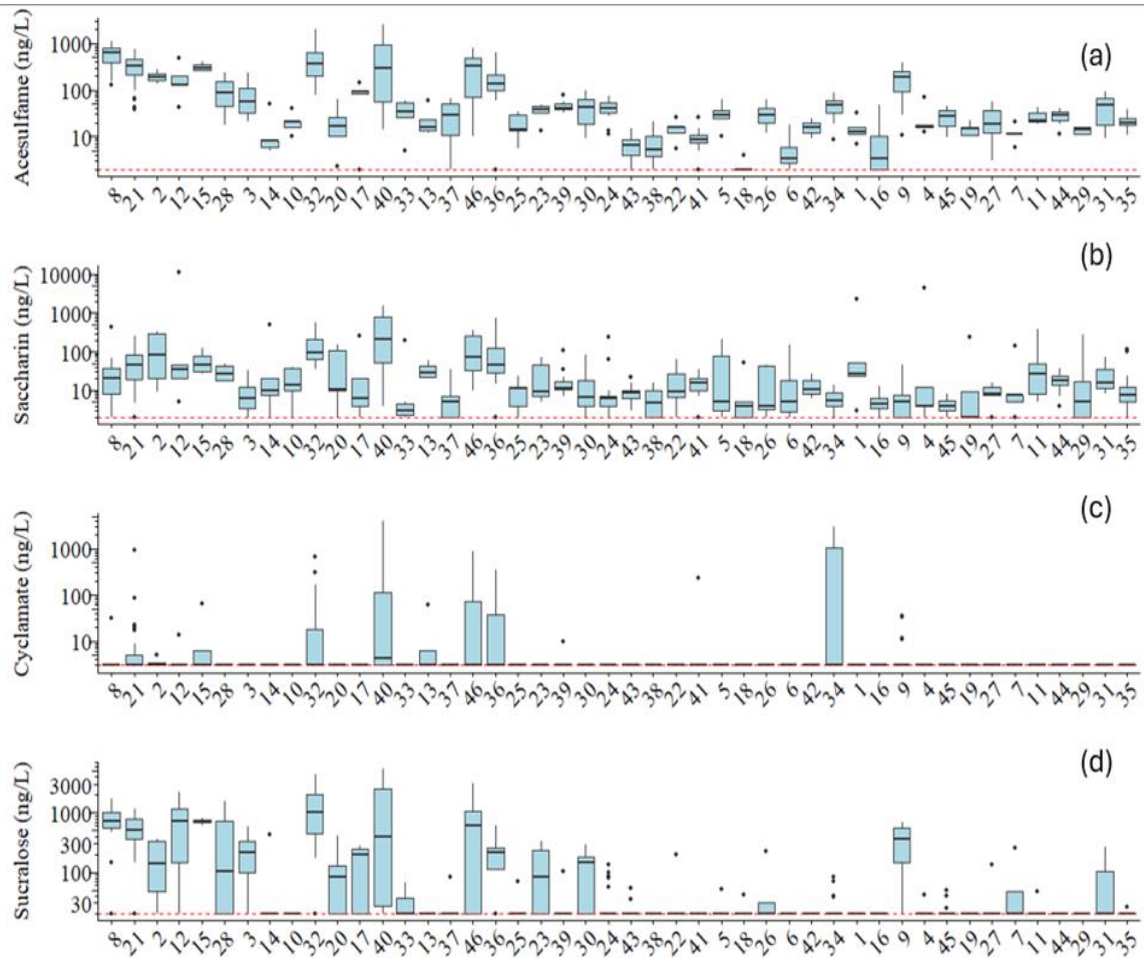 (a)
Acesulfame (ng/L)
1000
100
10
8 21 2 12 15 28 3 14 10 32 20 17 40 33 13 37 46 36 25 23 39 30 24 43 38 22 41 5 18 26 6 42 34 1 16 9 4 45 19 27 7 11 44 29 31 35
(b)
Saccharin (ng/L)
10000
1000
100
10
8 21 2 12 15 28 3 14 10 32 20 17 40 33 13 37 46 36 25 23 39 30 24 43 38 22 41 5 18 26 6 42 34 1 16 9 4 45 19 27 7 11 44 29 31 35
(c)
Cyclamate (ng/L)
1000
100
10
8 21 2 12 15 28 3 14 10 32 20 17 40 33 13 37 46 36 25 23 39 30 24 43 38 22 41 5 18 26 6 42 34 1 16 9 4 45 19 27 7 11 44 29 31 35
(d)
Sucralose (ng/L)
3000
1000
300
100
30
8 21 2 12 15 28 3 14 10 32 20 17 40 33 13 37 46 36 25 23 39 30 24 43 38 22 41 5 18 26 6 42 34 1 16 9 4 45 19 27 7 11 44 29 31 35